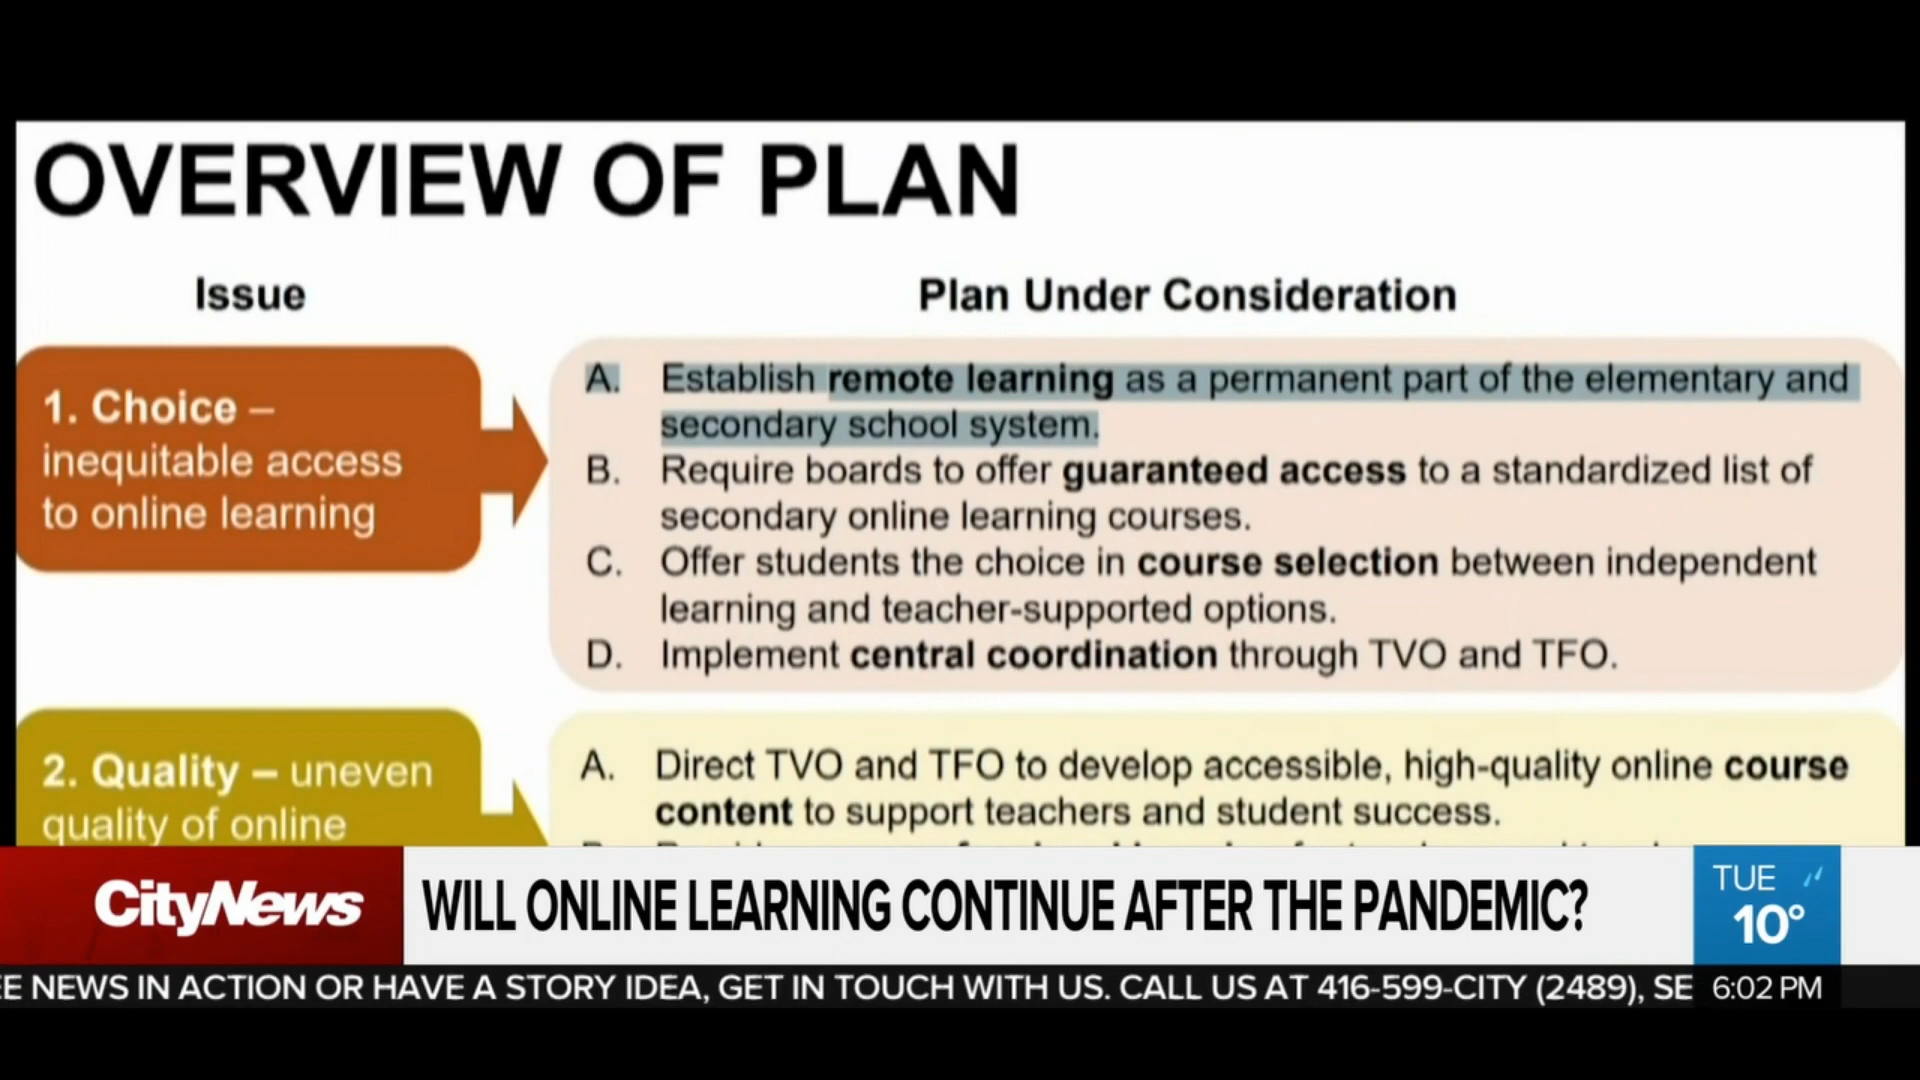 OVERVIEW OF PLAN
Issue
Plan Under Consideration
1. Choice –
inequitable access
to online learning
A. Establish remote learning as a permanent part of the elementary and
secondary school system.
B. Require boards to offer guaranteed access to a standardized list of
secondary online learning courses.
C. Offer students the choice in course selection between independent
learning and teacher-supported options.
D. Implement central coordination through TVO and TFO.
2. Quality – uneven
quality of online
A. Direct TVO and TFO to develop accessible, high-quality online course
content to support teachers and student success.
CityNews
WILL ONLINE LEARNING CONTINUE AFTER THE PANDEMIC?
TUE
10°
NEWS IN ACTION OR HAVE A STORY IDEA, GET IN TOUCH WITH US. CALL US AT 416-599-CITY (2489), SE
6:02 PM